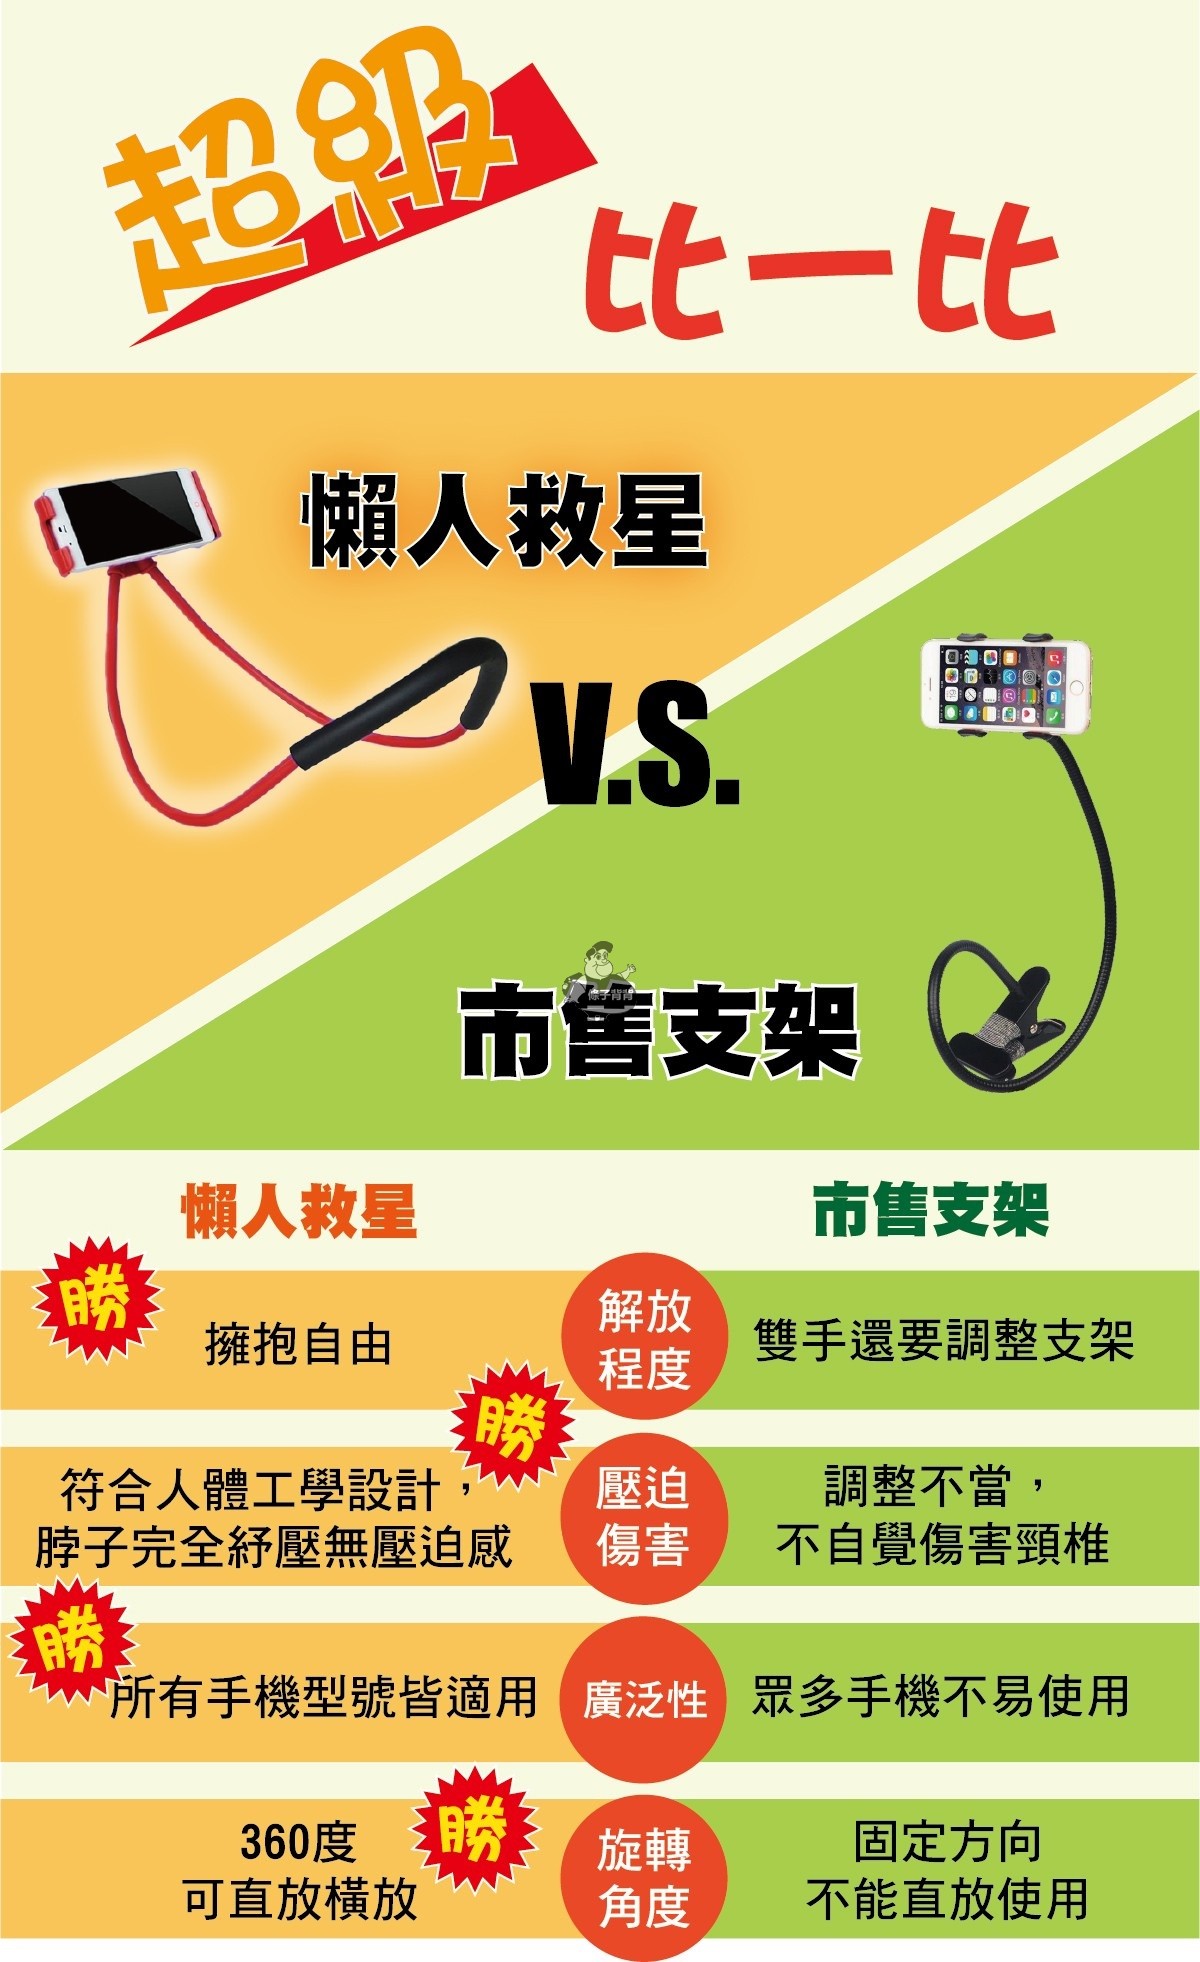 超級
比一比
懶人救星
V.S.
條子背背
市售支架
懶人救星
市售支架
勝
擁抱自由
解放
程度
雙手還要調整支架
勝
符合人體工學設計，
脖子完全紓壓無壓迫感
壓迫
傷害
調整不當，
不自覺傷害頸椎
勝
所有手機型號皆適用
廣泛性
眾多手機不易使用
勝
360度
可直放橫放
旋轉
角度
固定方向
不能直放使用